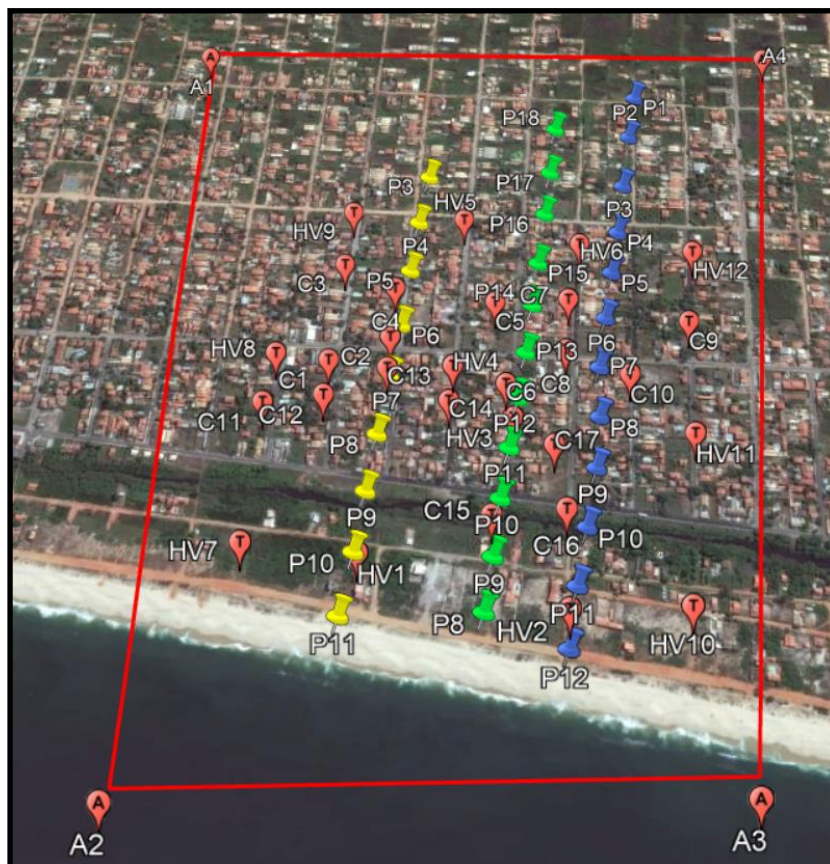 A A
A1 A4
P1
P2
P18
P3
P17
HV5
P3
P16
HV9
P4
P4
HV6
P15
P5
HV12
C3
P5
P14 C7
C5
C9
P6
C4
P6
P13
HV8
C2
P7
HV4
C1
C13
C6 C8
C10
P7
C14
P12
C11 C12
HV3
P8
C17
P8
HV11
P11
P9
P9
C15
P10
C16
P10
HV7
P10
HV1
P9
P11
P11
P8
HV2
HV10
P12
T T T T T T T T T T T T T T T T T T T T
A A
A2 A3